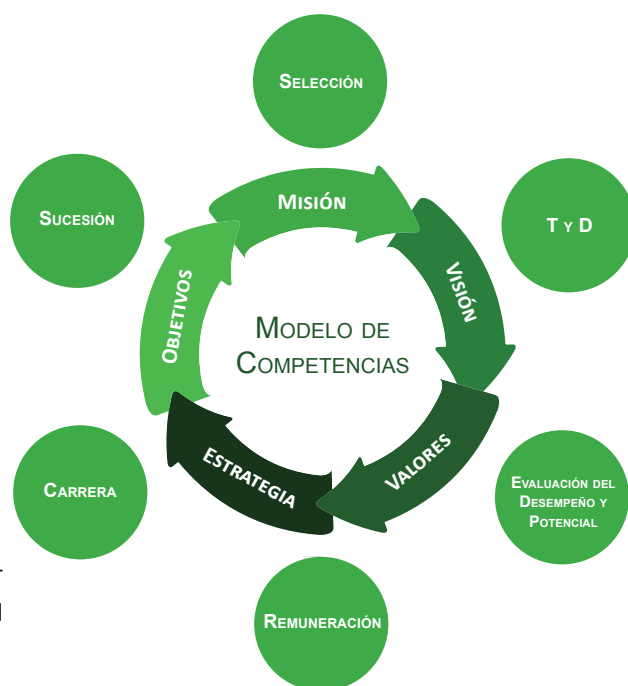 Selección
Sucesión
T y D
Misión
Visión
Objetivos
Modelo de
Competencias
Valores
Estrategia
Carrera
Evaluación del
Desempeño y
Potencial
Remuneración